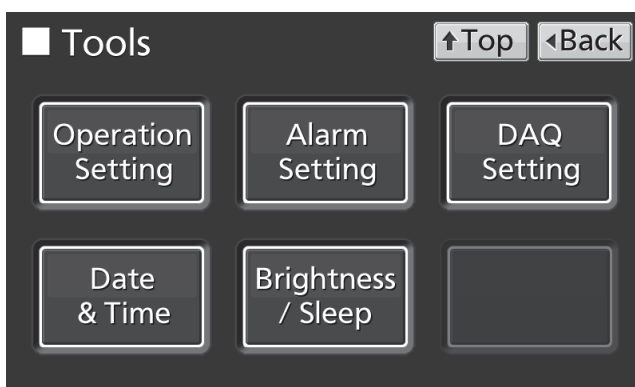 Tools
Top
Back
Operation
Setting
Alarm
Setting
DAQ
Setting
Date
& Time
Brightness
/ Sleep